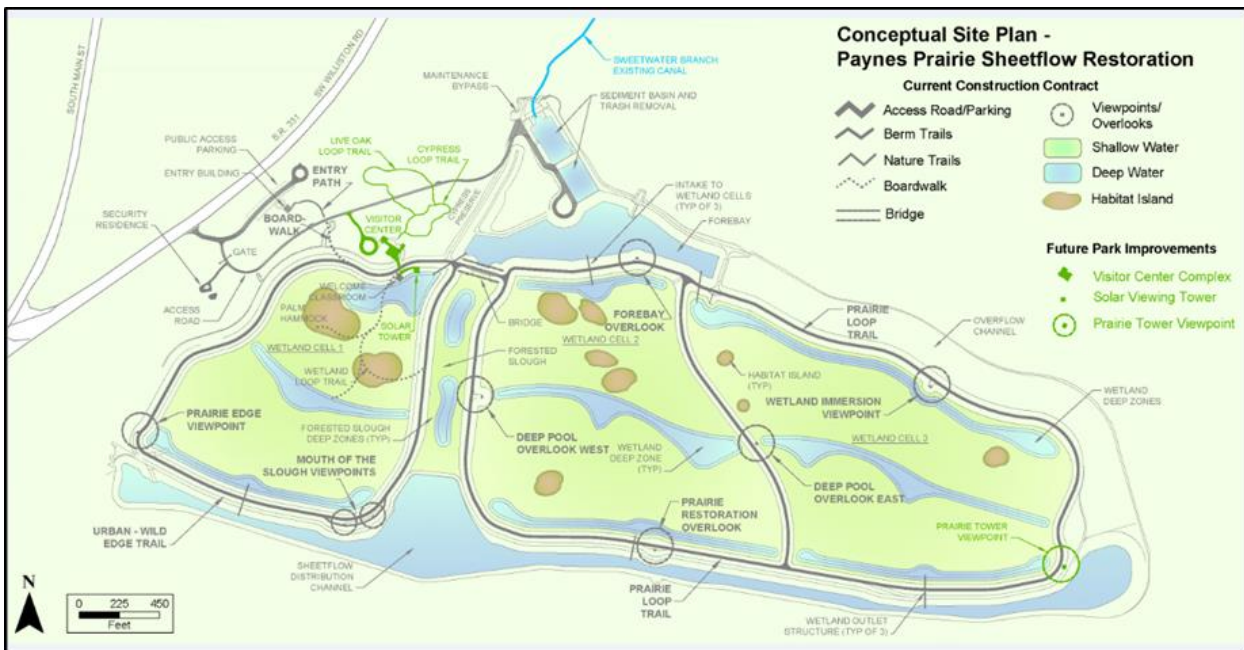 Conceptual Site Plan -
Paynes Prairie Sheetflow Restoration
Current Construction Contract
Access Road/Parking
Berm Trails
Nature Trails
Boardwalk
Bridge
Viewpoints/
Overlooks
Shallow Water
Deep Water
Habitat Island
Future Park Improvements
Visitor Center Complex
Solar Viewing Tower
Prairie Tower Viewpoint
SOUTH MAIN ST
SW WILLISTON RD
S.R. 331
SWEETWATER BRANCH
EXISTING CANAL
MAINTENANCE
BYPASS
SEDIMENT BASIN AND
TRASH REMOVAL
PUBLIC ACCESS
PARKING
LIVE OAK
LOOP TRAIL
CYPRESS
LOOP TRAIL
ENTRY BUILDING
ENTRY
PATH
SECURITY
RESIDENCE
BOARD-
WALK
VISITOR
CENTER
CYPRESS
PRESERVE
INTAKE TO
WETLAND CELLS
(TYP OF 3)
FOREBAY
GATE
ACCESS
ROAD
WELCOME
CLASSROOM
PALM
HAMMOCK
SOLAR
TOWER
BRIDGE
FOREBAY
OVERLOOK
PRAIRIE
LOOP
TRAIL
OVERFLOW
CHANNEL
WETLAND CELL 1
WETLAND CELL 2
FORESTED
SLOUGH
WETLAND
LOOP TRAIL
HABITAT ISLAND
(TYP)
WETLAND IMMERSION
VIEWPOINT
WETLAND
DEEP ZONES
PRAIRIE EDGE
VIEWPOINT
FORESTED SLOUGH
DEEP ZONES (TYP)
DEEP POOL
OVERLOOK WEST
WETLAND
DEEP ZONE
(TYP)
WETLAND CELL 3
MOUTH OF THE
SLOUGH VIEWPOINTS
DEEP POOL
OVERLOOK EAST
PRAIRIE
RESTORATION
OVERLOOK
URBAN - WILD
EDGE TRAIL
PRAIRIE TOWER
VIEWPOINT
SHEETFLOW
DISTRIBUTION
CHANNEL
PRAIRIE
LOOP
TRAIL
WETLAND OUTLET
STRUCTURE (TYP OF 3)
N
0 225 450
Feet